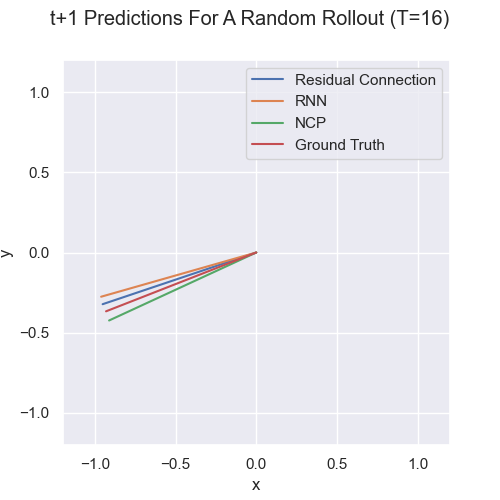 t+1 Predictions For A Random Rollout (T=16)
Residual Connection
RNN
NCP
Ground Truth
1.0
0.5
0.0
−0.5
−1.0
y
−1.0 −0.5 0.0 0.5 1.0
x